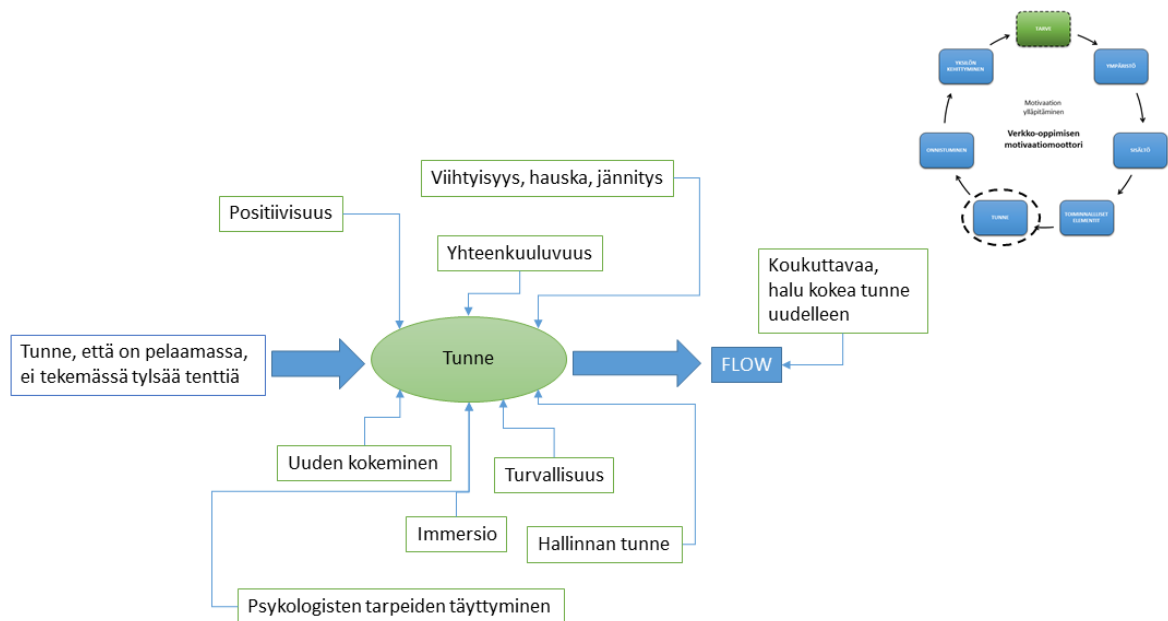 TARVE
YKSILÖN
KEHITTYMINEN
YMPÄRISTÖ
Motivaation
ylläpitäminen
Verkko-oppimisen
motivaatiomoottori
ONNISTUMINEN
SISÄLTÖ
TUNNE
TOIMINNALLISET
ELEMENTIT
Viihtyisyys, hauska, jännitys
Positiivisuus
Yhteenkuuluvuus
Koukuttavaa,
halu kokea tunne
uudelleen
Tunne, että on pelaamassa,
ei tekemässä tylsää tenttiä
Tunne
FLOW
Uuden kokeminen
Turvallisuus
Immersio
Hallinnan tunne
Psykologisten tarpeiden täyttyminen